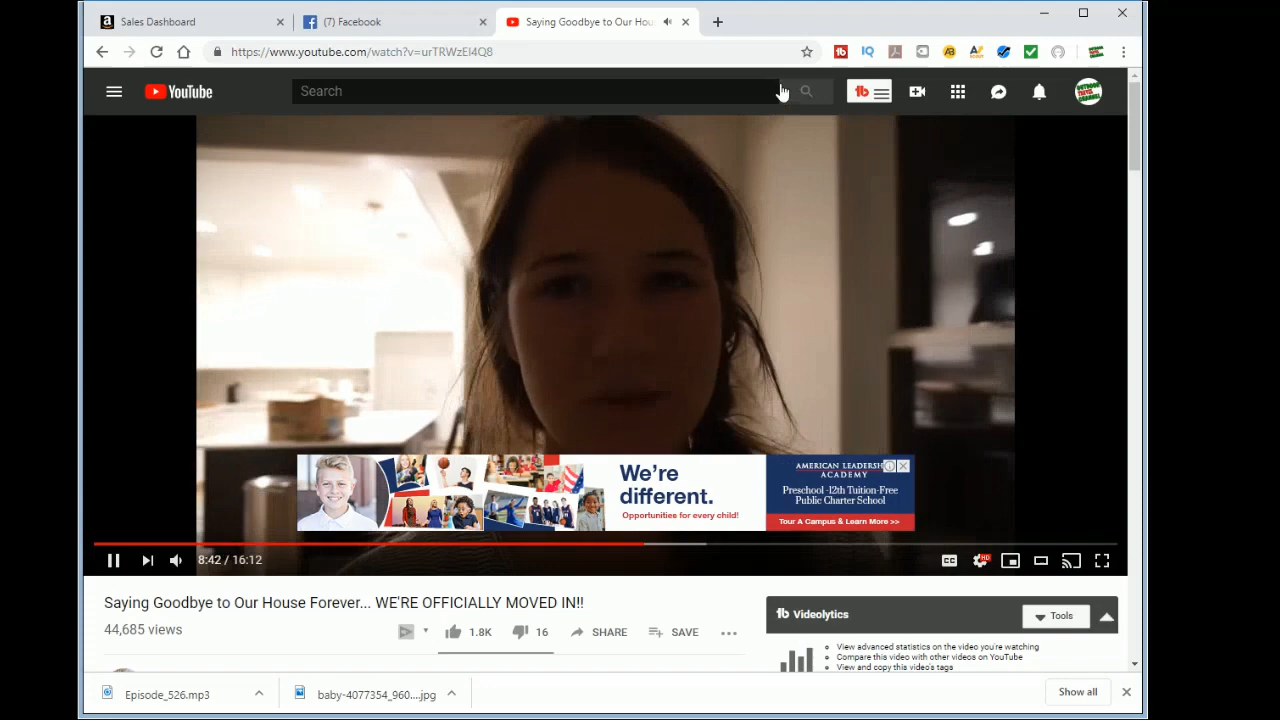 Sales Dashboard
(7) Facebook
Saying Goodbye to Our Hou
https://www.youtube.com/watch?v=urTRWzEl4Q8
YouTube
Search
We're
different.
Opportunities for every child!
AMERICAN LEADERSH
ACADEMY
Preschool -12th Tuition-Free
Public Charter School
Tour A Campus & Learn More >>
8:42 / 16:12
CC
HD
Saying Goodbye to Our House Forever... WE'RE OFFICIALLY MOVED IN!!
44,685 views
1.8K
16
SHARE
SAVE
Videolytics
Tools
View advanced statistics on the video you're watching
Compare this video with other videos on YouTube
View and copy this video's tags
Episode_526.mp3
baby-4077354_960....jpg
Show all